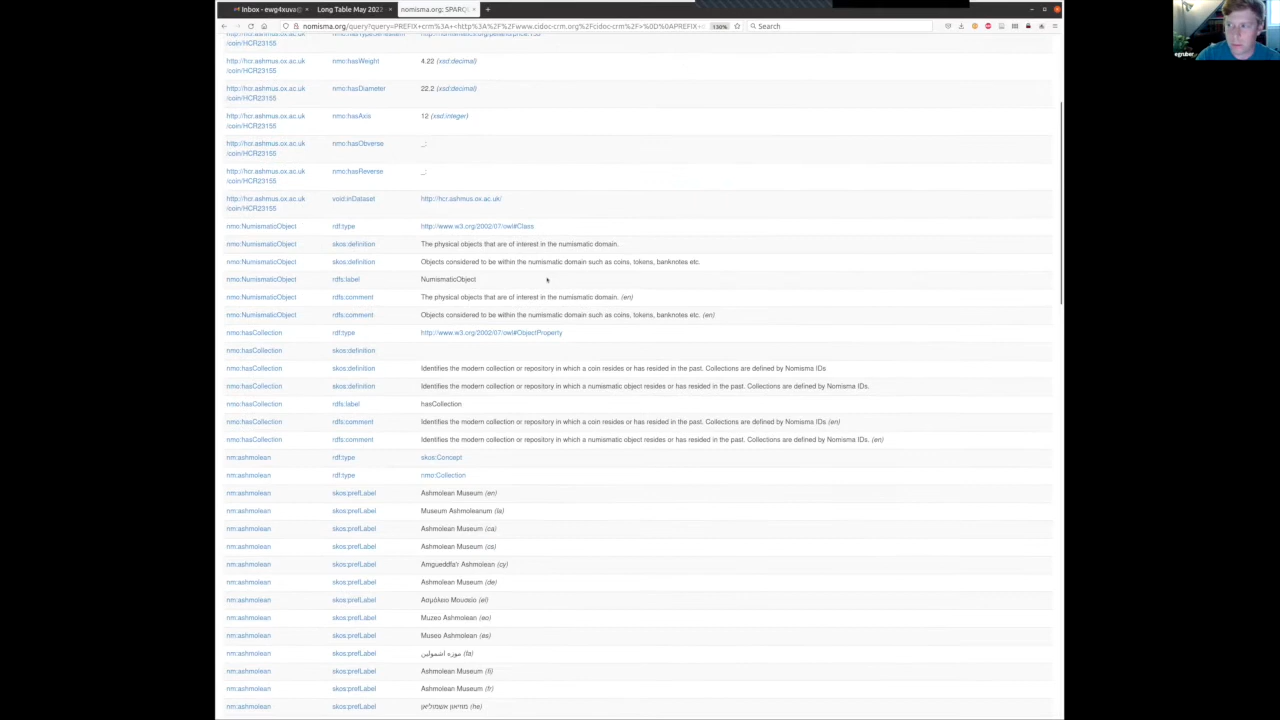 Inbox - ewg4xuva@
Long Table May 2022
nomisma.org: SPARQ
nomisma.org/query?query=PREFIX+crm%3A+<http%3A%2F%2Fwww.cidoc-crm.org%2Fcidoc-crm%2F>%0D%0APREFIX+
130%
Search
egruber
/coin/HCR23155
http://hcr.ashmus.ox.ac.uk nmo:hasWeight 4.22 (xsd:decimal)
/coin/HCR23155
http://hcr.ashmus.ox.ac.uk nmo:hasDiameter 22.2 (xsd:decimal)
/coin/HCR23155
http://hcr.ashmus.ox.ac.uk nmo:hasAxis 12 (xsd:integer)
/coin/HCR23155
http://hcr.ashmus.ox.ac.uk nmo:hasObverse _:
/coin/HCR23155
http://hcr.ashmus.ox.ac.uk nmo:hasReverse _:
/coin/HCR23155
http://hcr.ashmus.ox.ac.uk void:inDataset http://hcr.ashmus.ox.ac.uk/
/coin/HCR23155
nmo:NumismaticObject rdf:type http://www.w3.org/2002/07/owl#Class
nmo:NumismaticObject skos:definition The physical objects that are of interest in the numismatic domain.
nmo:NumismaticObject skos:definition Objects considered to be within the numismatic domain such as coins, tokens, banknotes etc.
nmo:NumismaticObject rdfs:label NumismaticObject
nmo:NumismaticObject rdfs:comment The physical objects that are of interest in the numismatic domain. (en)
nmo:NumismaticObject rdfs:comment Objects considered to be within the numismatic domain such as coins, tokens, banknotes etc. (en)
nmo:hasCollection rdf:type http://www.w3.org/2002/07/owl#ObjectProperty
nmo:hasCollection skos:definition
nmo:hasCollection skos:definition Identifies the modern collection or repository in which a coin resides or has resided in the past. Collections are defined by Nomisma IDs
nmo:hasCollection skos:definition Identifies the modern collection or repository in which a numismatic object resides or has resided in the past. Collections are defined by Nomisma IDs.
nmo:hasCollection rdfs:label hasCollection
nmo:hasCollection rdfs:comment Identifies the modern collection or repository in which a coin resides or has resided in the past. Collections are defined by Nomisma IDs (en)
nmo:hasCollection rdfs:comment Identifies the modern collection or repository in which a numismatic object resides or has resided in the past. Collections are defined by Nomisma IDs. (en)
nm:ashmolean rdf:type skos:Concept
nm:ashmolean rdf:type nmo:Collection
nm:ashmolean skos:prefLabel Ashmolean Museum (en)
nm:ashmolean skos:prefLabel Museum Ashmoleanum (la)
nm:ashmolean skos:prefLabel Ashmolean Museum (ca)
nm:ashmolean skos:prefLabel Ashmolean Museum (cs)
nm:ashmolean skos:prefLabel Amgueddfa'r Ashmolean (cy)
nm:ashmolean skos:prefLabel Ashmolean Museum (de)
nm:ashmolean skos:prefLabel Ασμόλειο Μουσείο (el)
nm:ashmolean skos:prefLabel Muzeo Ashmolean (eo)
nm:ashmolean skos:prefLabel Museo Ashmolean (es)
nm:ashmolean skos:prefLabel موزه اشمولین (fa)
nm:ashmolean skos:prefLabel Ashmolean Museum (fi)
nm:ashmolean skos:prefLabel Ashmolean Museum (fr)
nm:ashmolean skos:prefLabel מוזיאון אשמוליאן (he)